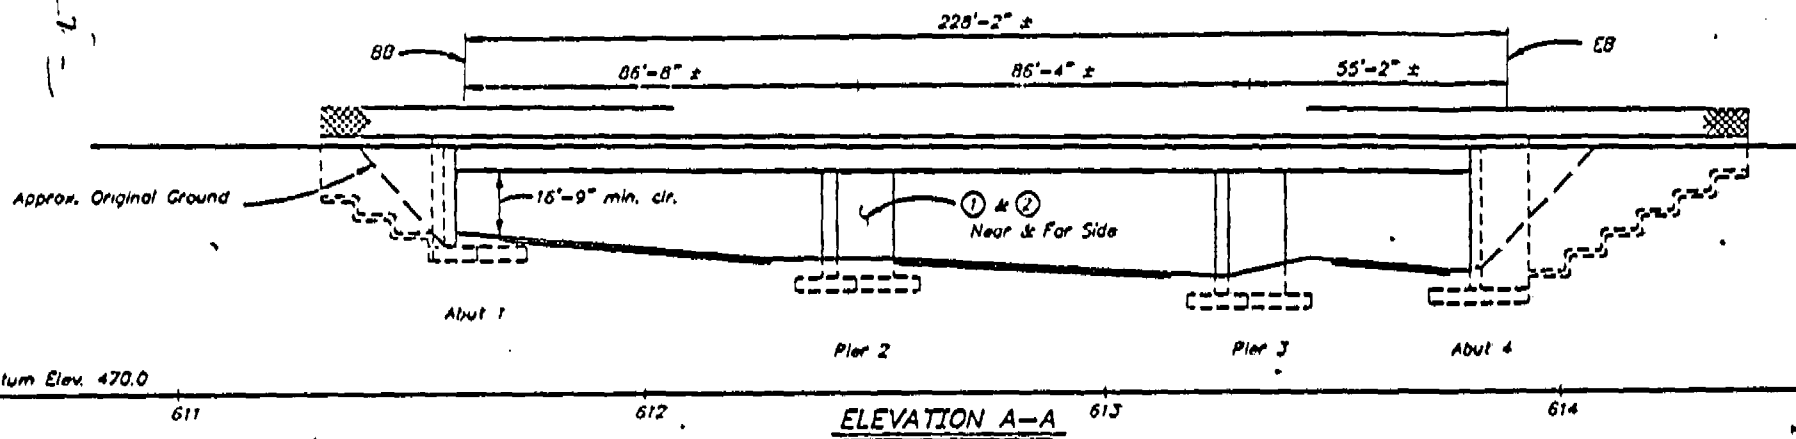 228'-2" ±
BB
EB
86'-8" ±
86'-4" ±
55'-2" ±
Approx. Original Ground
16'-9" min. clr.
① & ②
Near & Far Side
Abut 1
Pier 2
Pier 3
Abut 4
tum Elev. 470.0
611
612
613
614
ELEVATION A-A